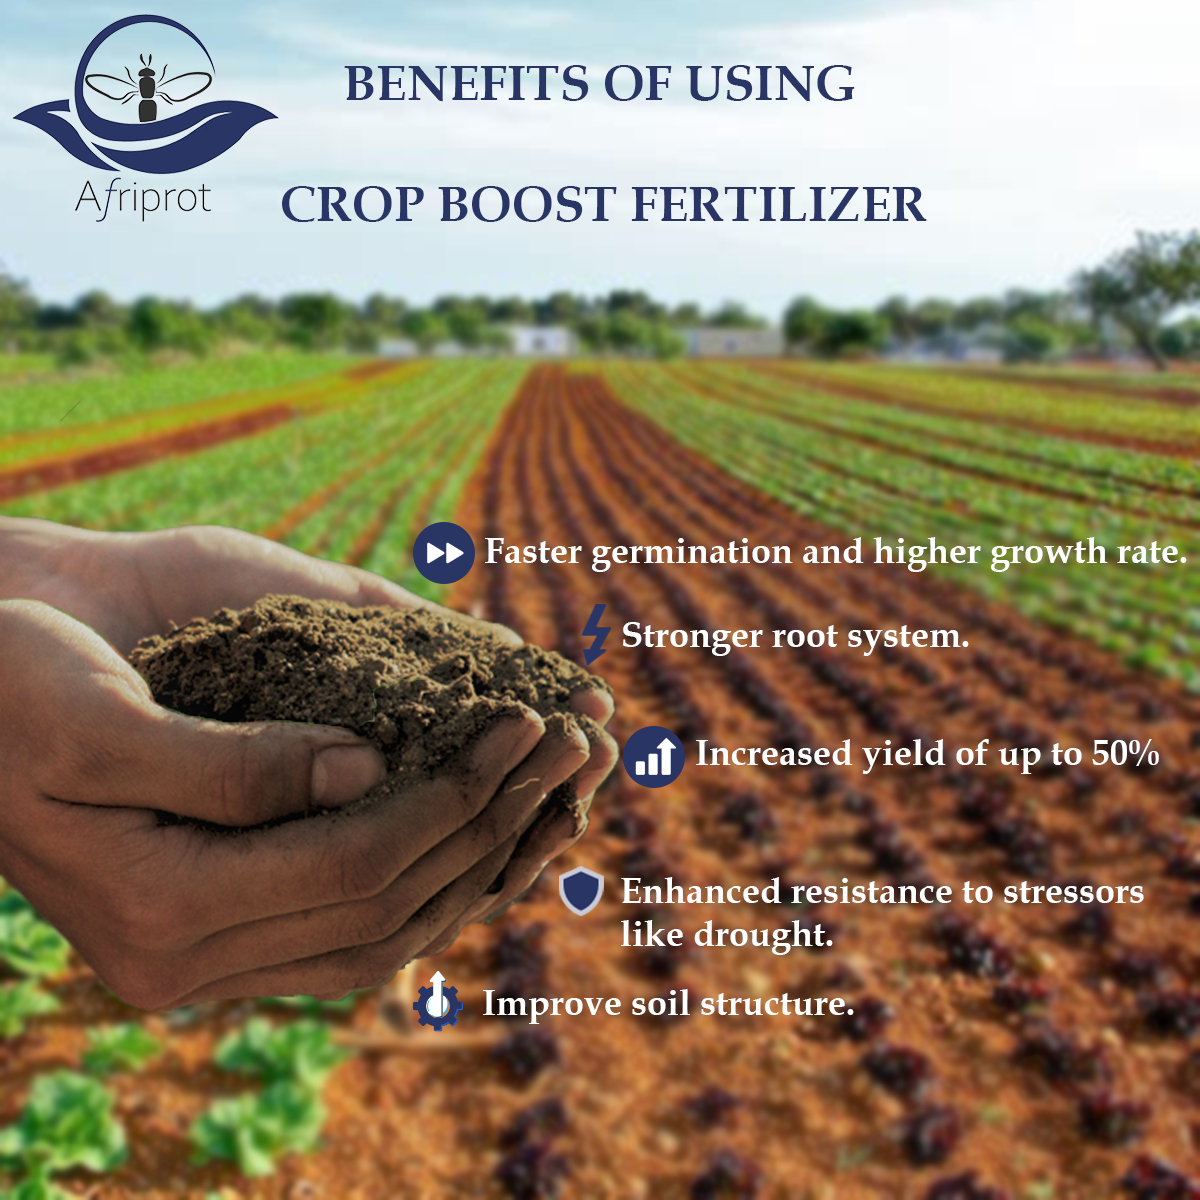 Afriprot
BENEFITS OF USING
CROP BOOST FERTILIZER
Faster germination and higher growth rate.
Stronger root system.
Increased yield of up to 50%
Enhanced resistance to stressors
like drought.
Improve soil structure.